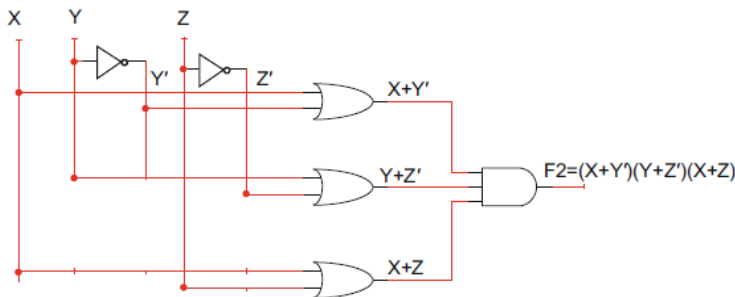 X Y Z
Y′ Z′
X+Y′
Y+Z′
F2=(X+Y′)(Y+Z′)(X+Z)
X+Z